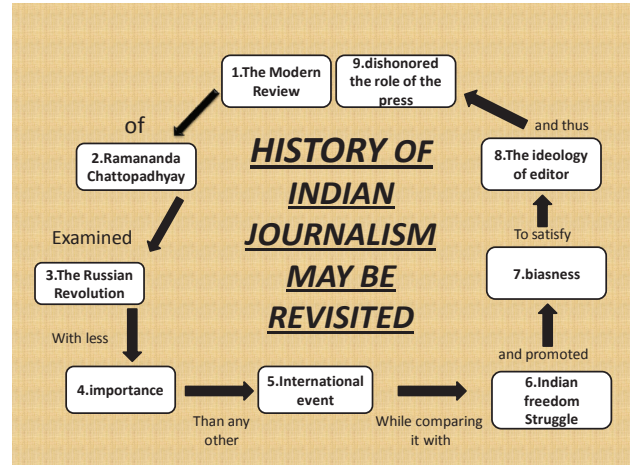 1.The Modern
Review
of
2.Ramananda
Chattopadhyay
Examined
3.The Russian
Revolution
With less
4.importance
Than any
other
5.International
event
While comparing
it with
6.Indian
freedom
Struggle
and promoted
7.biasness
To satisfy
8.The ideology
of editor
and thus
9.dishonored
the role of the
press
HISTORY OF
INDIAN
JOURNALISM
MAY BE
REVISITED